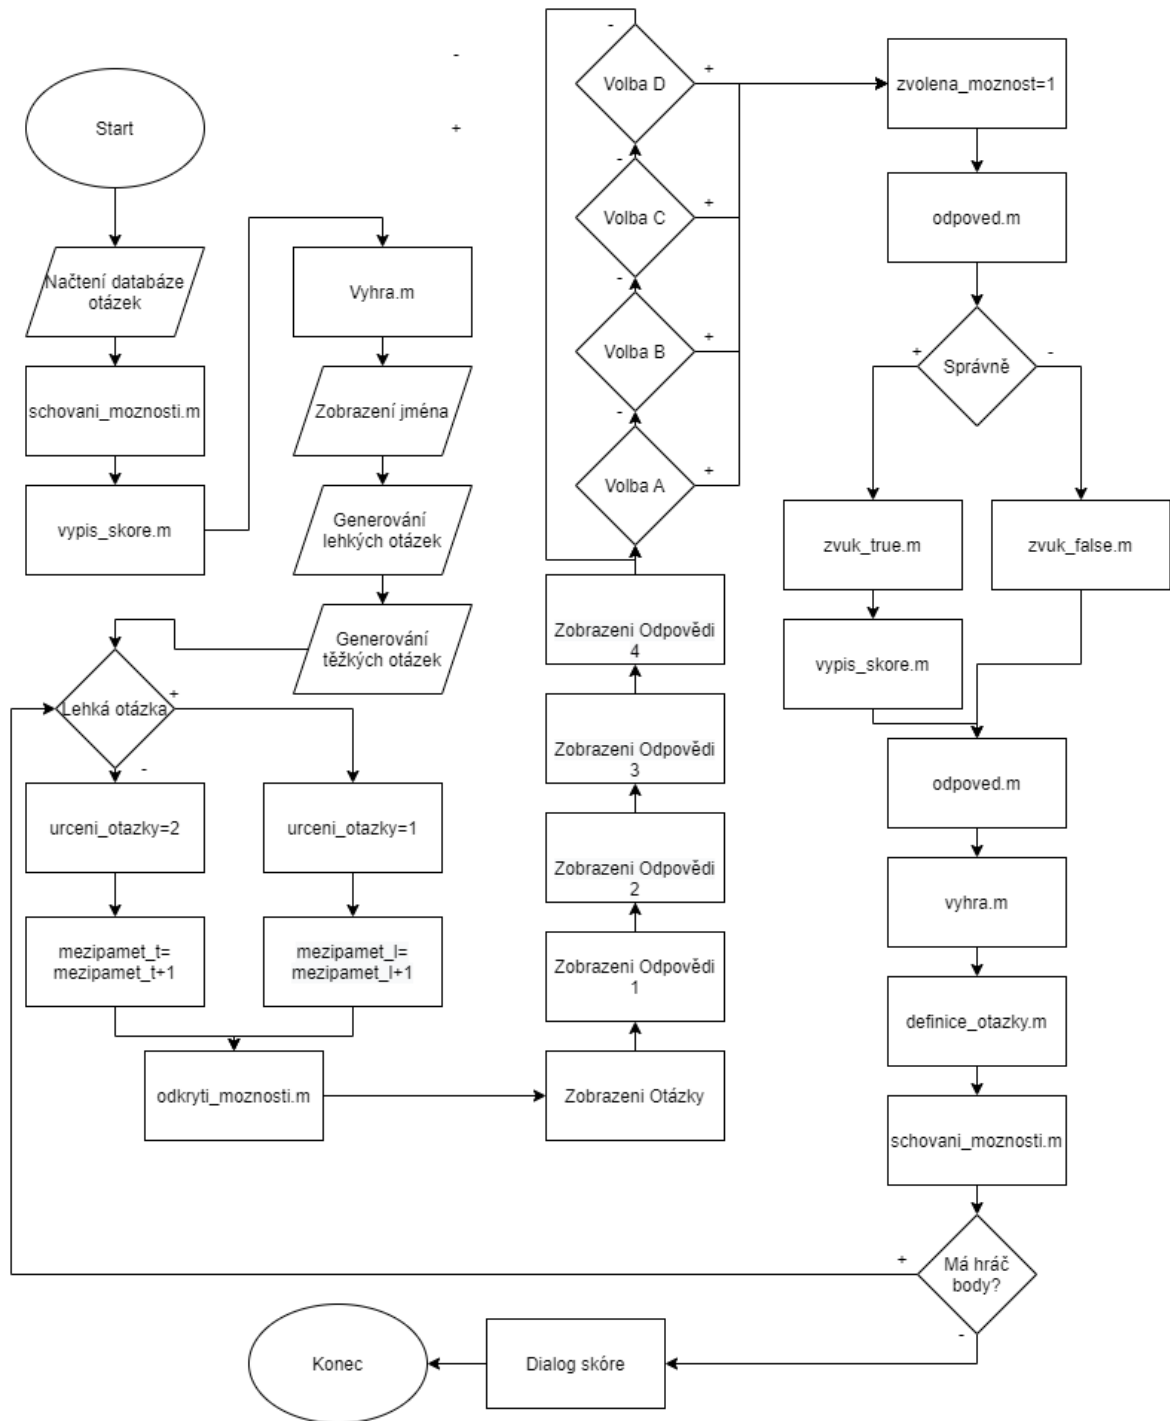 Start
Načtení databáze
otázek
schovani_moznosti.m
vypis_skore.m
Vyhra.m
Zobrazení jména
Generování
lehkých otázek
Generování
těžkých otázek
Lehká otázka
+
-
urceni_otazky=2
urceni_otazky=1
mezipamet_t=
mezipamet_t+1
mezipamet_l=
mezipamet_l+1
odkryti_moznosti.m
Zobrazeni Otázky
Zobrazeni Odpovědi
1
Zobrazeni Odpovědi
2
Zobrazeni Odpovědi
3
Zobrazeni Odpovědi
4
Volba A
+
-
Volba B
+
-
Volba C
+
-
Volba D
+
-
-
+
zvolena_moznost=1
odpoved.m
Správně
+
-
zvuk_true.m
zvuk_false.m
vypis_skore.m
odpoved.m
vyhra.m
definice_otazky.m
schovani_moznosti.m
Má hráč
body?
+
-
Dialog skóre
Konec